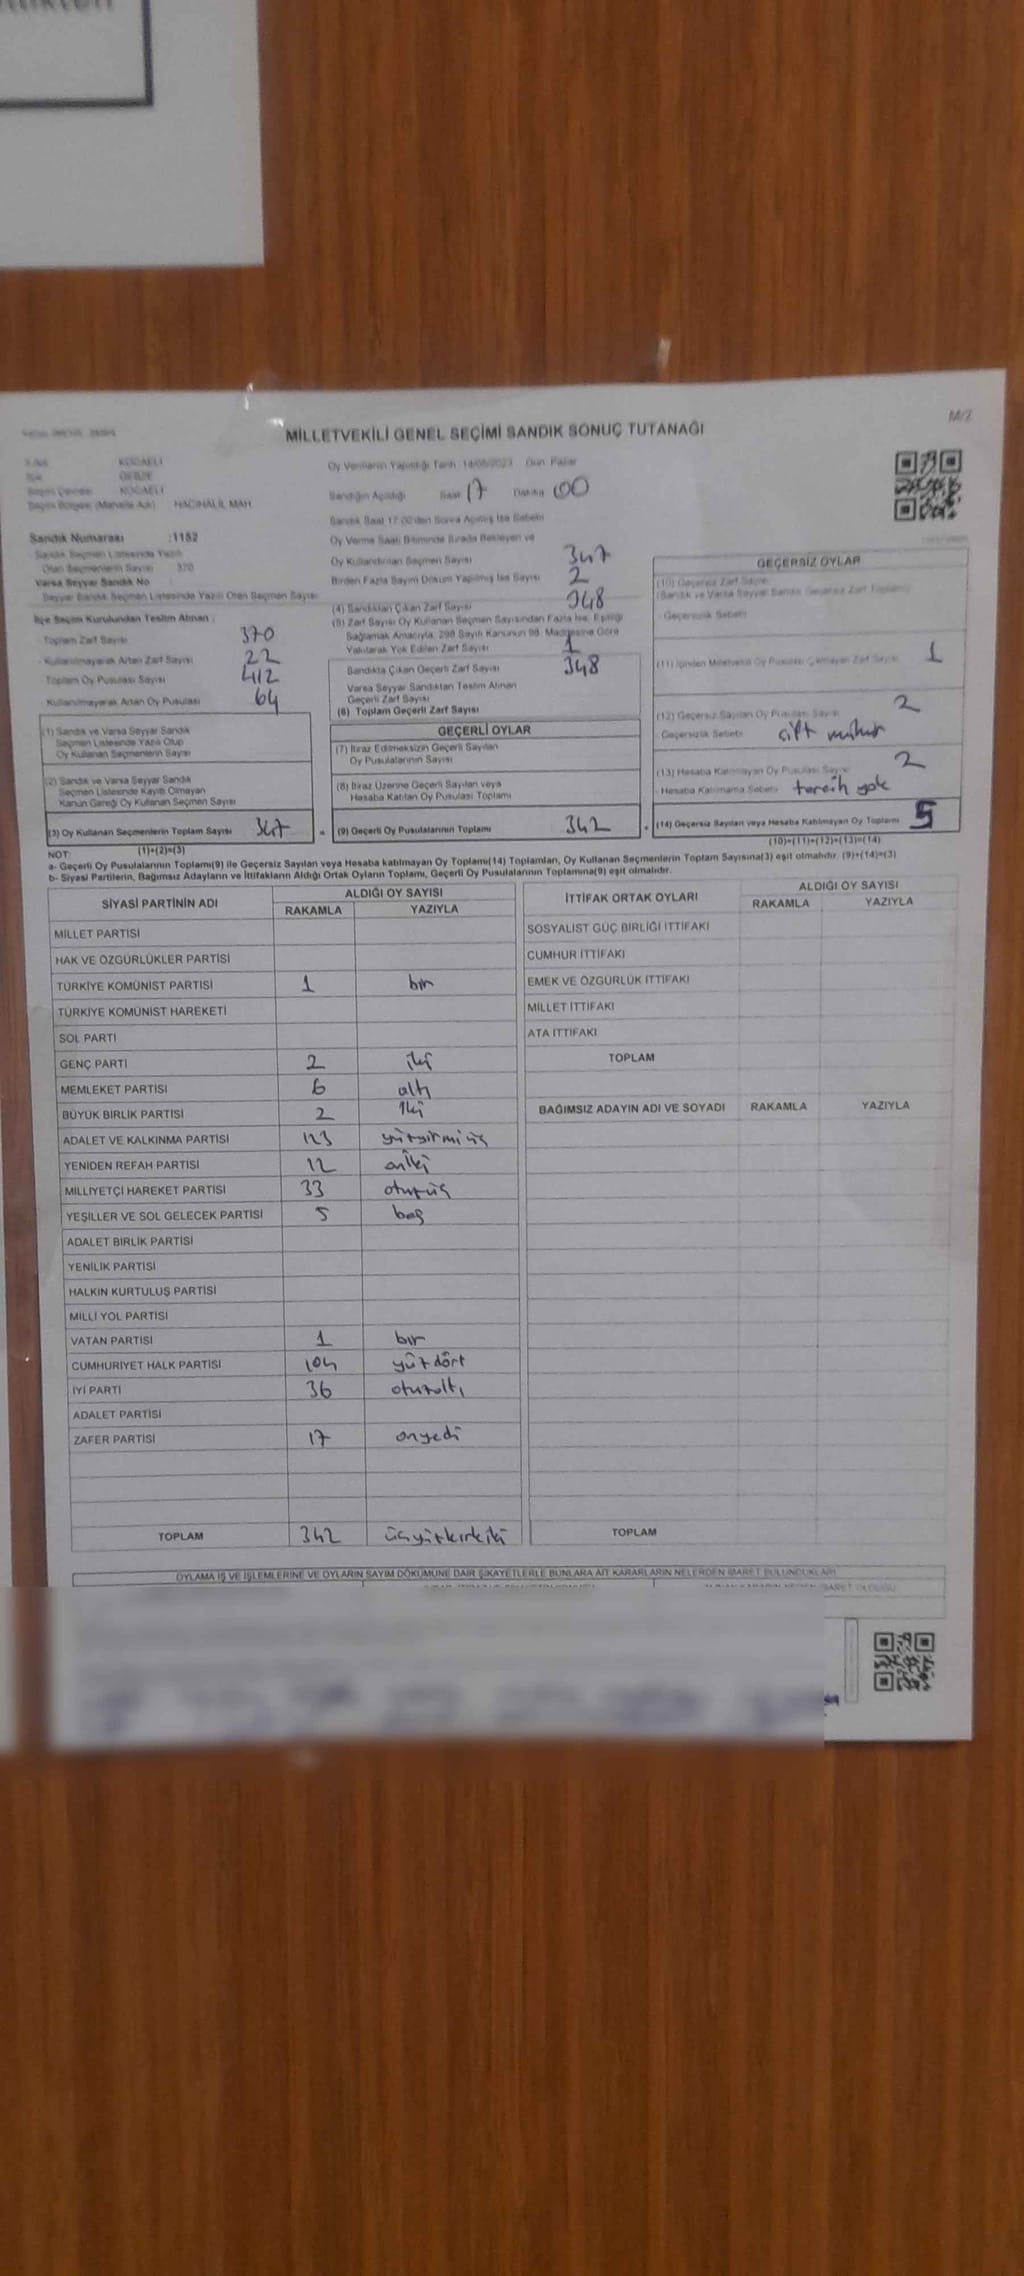 MİLLETVEKİLİ GENEL SEÇİMİ SANDIK SONUÇ TUTANAĞI
KOCAELİ
GEBZE
KOCAELİ
HACIHALİL MAH.
Sandık Numarası :1152
Sandık Seçmen Listesinde Yazılı
Olan Seçmenlerin Sayısı 370
Varsa Seyyar Sandık No
Seyyar Sandık Seçmen Listesinde Yazılı Olan Seçmen Sayısı
İlçe Seçim Kurulundan Teslim Alınan :
Toplam Zarf Sayısı 370
Kullanılmayarak Artan Zarf Sayısı 22
Toplam Oy Pusulası Sayısı 412
Kullanılmayarak Artan Oy Pusulası 64
(1) Sandık ve Varsa Seyyar Sandık
Seçmen Listesinde Yazılı Olup
Oy Kullanan Seçmenlerin Sayısı
(2) Sandık ve Varsa Seyyar Sandık
Seçmen Listesinde Kayıtlı Olmayan
Kanun Gereği Oy Kullanan Seçmen Sayısı
(3) Oy Kullanan Seçmenlerin Toplam Sayısı 347
(1)+(2)=(3)
Oy Vermenin Yapıldığı Tarih 14/05/2023 Gün Pazar
Sandığın Açıldığı Saat 17 Dakika 00
Sandık Saat 17:00'den Sonra Açılmış İse Sebebi
Oy Verme Saati Bitiminde Sırada Bekleyen ve
Oy Kullandırılan Seçmen Sayısı 347
Birden Fazla Sayım Döküm Yapılmış İse Sayısı 2
(4) Sandıktan Çıkan Zarf Sayısı 348
(5) Zarf Sayısı Oy Kullanan Seçmen Sayısından Fazla İse, Eşitliği
Sağlamak Amacıyla, 298 Sayılı Kanunun 98. Maddesine Göre
Yakılarak Yok Edilen Zarf Sayısı 1
Sandıkta Çıkan Geçerli Zarf Sayısı 348
Varsa Seyyar Sandıktan Teslim Alınan
Geçerli Zarf Sayısı
(6) Toplam Geçerli Zarf Sayısı
GEÇERLİ OYLAR
(7) İtiraz Edilmeksizin Geçerli Sayılan
Oy Pusulalarının Sayısı
(8) İtiraz Üzerine Geçerli Sayılan veya
Hesaba Katılan Oy Pusulası Toplamı
(9) Geçerli Oy Pusulalarının Toplamı 342
M/2
GEÇERSİZ OYLAR
(10) Geçersiz Zarf Sayısı
(Sandık ve Varsa Seyyar Sandık Geçersiz Zarf Toplamı)
Geçersizlik Sebebi
(11) İçinden Milletvekili Oy Pusulası Çıkmayan Zarf Sayısı 1
(12) Geçersiz Sayılan Oy Pusulası Sayısı 2
Geçersizlik Sebebi çift mühür
(13) Hesaba Katılmayan Oy Pusulası Sayısı 2
Hesaba Katılmama Sebebi tercih yok
(14) Geçersiz Sayılan veya Hesaba Katılmayan Oy Toplamı 5
(10)+(11)+(12)+(13)=(14)
NOT:
a- Geçerli Oy Pusulalarının Toplamı(9) ile Geçersiz Sayılan veya Hesaba katılmayan Oy Toplamı(14) Toplamları, Oy Kullanan Seçmenlerin Toplam Sayısına(3) eşit olmalıdır. (9)+(14)=(3)
b- Siyasi Partilerin, Bağımsız Adayların ve İttifakların Aldığı Ortak Oyların Toplamı, Geçerli Oy Pusulalarının Toplamına(9) eşit olmalıdır.
SİYASİ PARTİNİN ADI ALDIĞI OY SAYISI
RAKAMLA YAZIYLA
MİLLET PARTİSİ
HAK VE ÖZGÜRLÜKLER PARTİSİ
TÜRKİYE KOMÜNİST PARTİSİ 1 bir
TÜRKİYE KOMÜNİST HAREKETİ
SOL PARTİ
GENÇ PARTİ 2 iki
MEMLEKET PARTİSİ 6 altı
BÜYÜK BİRLİK PARTİSİ 2 iki
ADALET VE KALKINMA PARTİSİ 123 yüzyirmiüç
YENİDEN REFAH PARTİSİ 12 oniki
MİLLİYETÇİ HAREKET PARTİSİ 33 otuzüç
YEŞİLLER VE SOL GELECEK PARTİSİ 5 beş
ADALET BİRLİK PARTİSİ
YENİLİK PARTİSİ
HALKIN KURTULUŞ PARTİSİ
MİLLİ YOL PARTİSİ
VATAN PARTİSİ 1 bir
CUMHURİYET HALK PARTİSİ 104 yüzdört
İYİ PARTİ 36 otuzaltı
ADALET PARTİSİ
ZAFER PARTİSİ 17 onyedi
TOPLAM 342 üçyüzkırkiki
İTTİFAK ORTAK OYLARI ALDIĞI OY SAYISI
RAKAMLA YAZIYLA
SOSYALİST GÜÇ BİRLİĞİ İTTİFAKI
CUMHUR İTTİFAKI
EMEK VE ÖZGÜRLÜK İTTİFAKI
MİLLET İTTİFAKI
ATA İTTİFAKI
TOPLAM
BAĞIMSIZ ADAYIN ADI VE SOYADI RAKAMLA YAZIYLA
TOPLAM
OYLAMA İŞ VE İŞLEMLERİNE VE OYLARIN SAYIM DÖKÜMÜNE DAİR ŞİKAYETLERLE BUNLARA AİT KARARLARIN NELERDEN İBARET BULUNDUKLARI